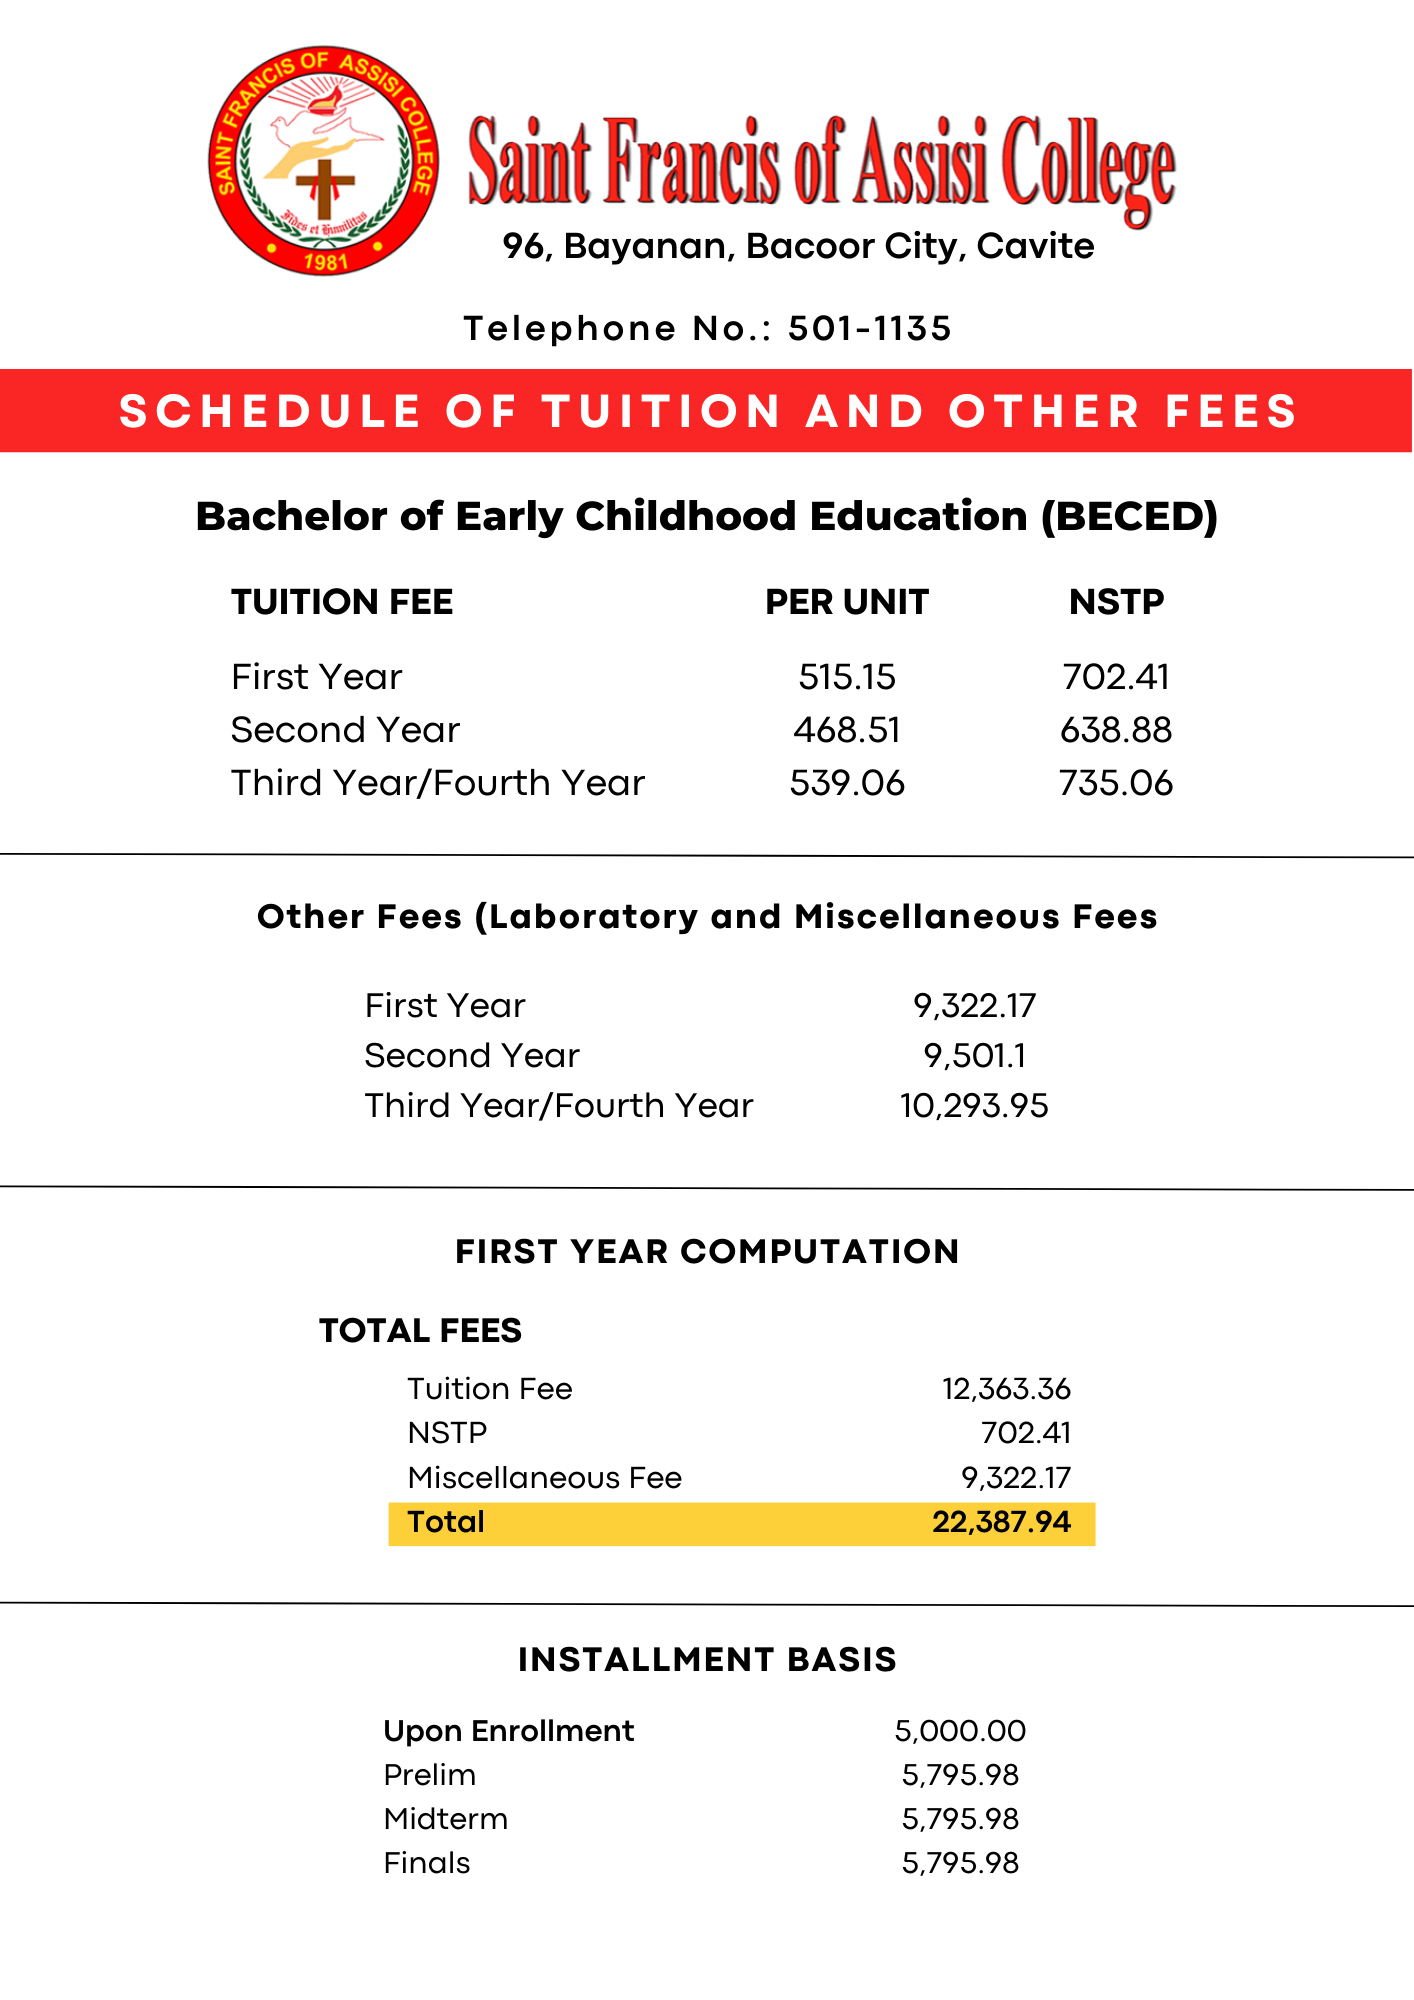 SAINT FRANCIS OF ASSISI COLLEGE
Fides et Humilitas
1981
Saint Francis of Assisi College
96, Bayanan, Bacoor City, Cavite
Telephone No.: 501-1135
SCHEDULE OF TUITION AND OTHER FEES
Bachelor of Early Childhood Education (BECED)
TUITION FEE PER UNIT NSTP
First Year 515.15 702.41
Second Year 468.51 638.88
Third Year/Fourth Year 539.06 735.06
Other Fees (Laboratory and Miscellaneous Fees
First Year 9,322.17
Second Year 9,501.1
Third Year/Fourth Year 10,293.95
FIRST YEAR COMPUTATION
TOTAL FEES
Tuition Fee 12,363.36
NSTP 702.41
Miscellaneous Fee 9,322.17
Total 22,387.94
INSTALLMENT BASIS
Upon Enrollment 5,000.00
Prelim 5,795.98
Midterm 5,795.98
Finals 5,795.98